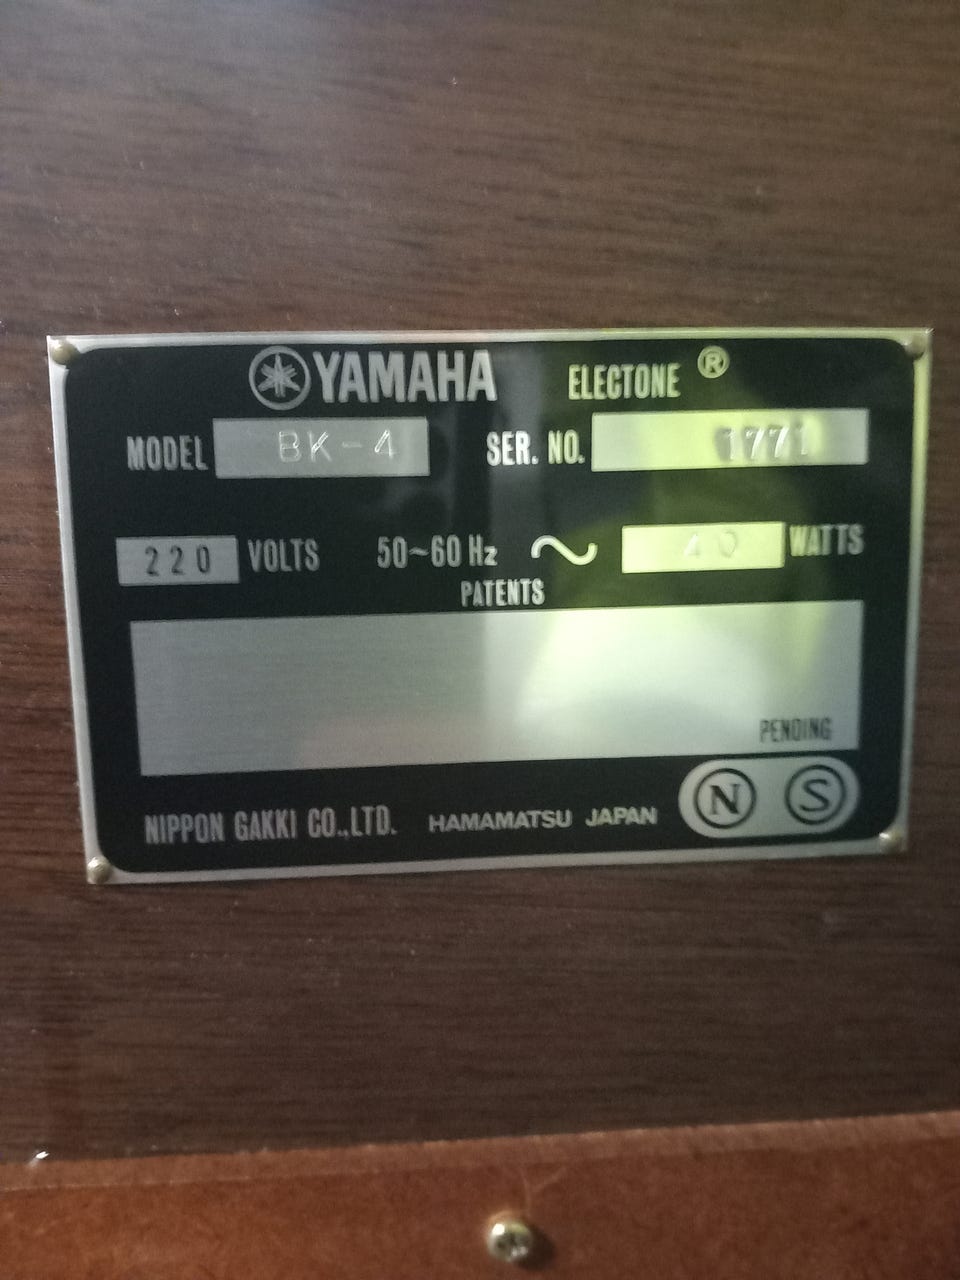 YAMAHA ELECTONE ®
MODEL BK-4 SER. NO. 1771
220 VOLTS 50~60 Hz ~ 40 WATTS
PATENTS
PENDING
NIPPON GAKKI CO.,LTD. HAMAMATSU JAPAN N S